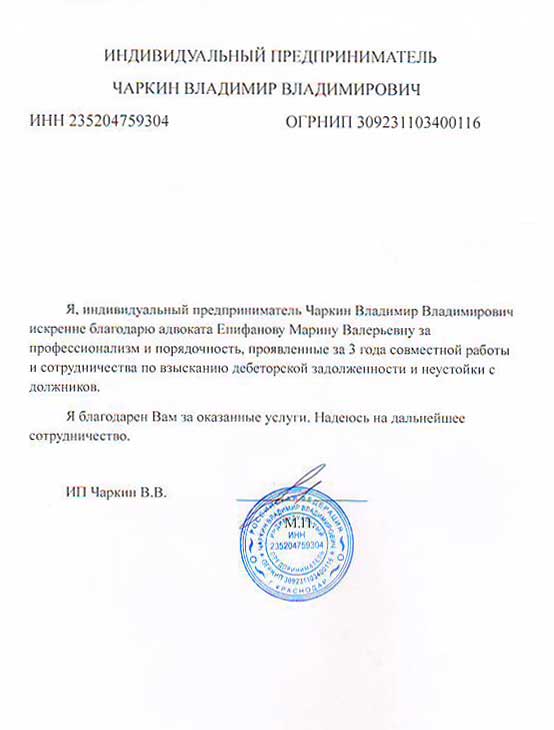 ИНДИВИДУАЛЬНЫЙ ПРЕДПРИНИМАТЕЛЬ
ЧАРКИН ВЛАДИМИР ВЛАДИМИРОВИЧ
ИНН 235204759304 ОГРНИП 309231103400116
Я, индивидуальный предприниматель Чаркин Владимир Владимирович
искренне благодарю адвоката Епифанову Марину Валерьевну за
профессионализм и порядочность, проявленные за 3 года совместной работы
и сотрудничества по взысканию дебеторской задолженности и неустойки с
должников.
Я благодарен Вам за оказанные услуги. Надеюсь на дальнейшее
сотрудничество.
ИП Чаркин В.В.
М.П.
РОССИЙСКАЯ ФЕДЕРАЦИЯ
ЧАРКИН ВЛАДИМИР ВЛАДИМИРОВИЧ
ИНДИВИДУАЛЬНЫЙ
ИНН
235204759304
ПРЕДПРИНИМАТЕЛЬ
ОГРНИП 309231103400116
Г. КРАСНОДАР